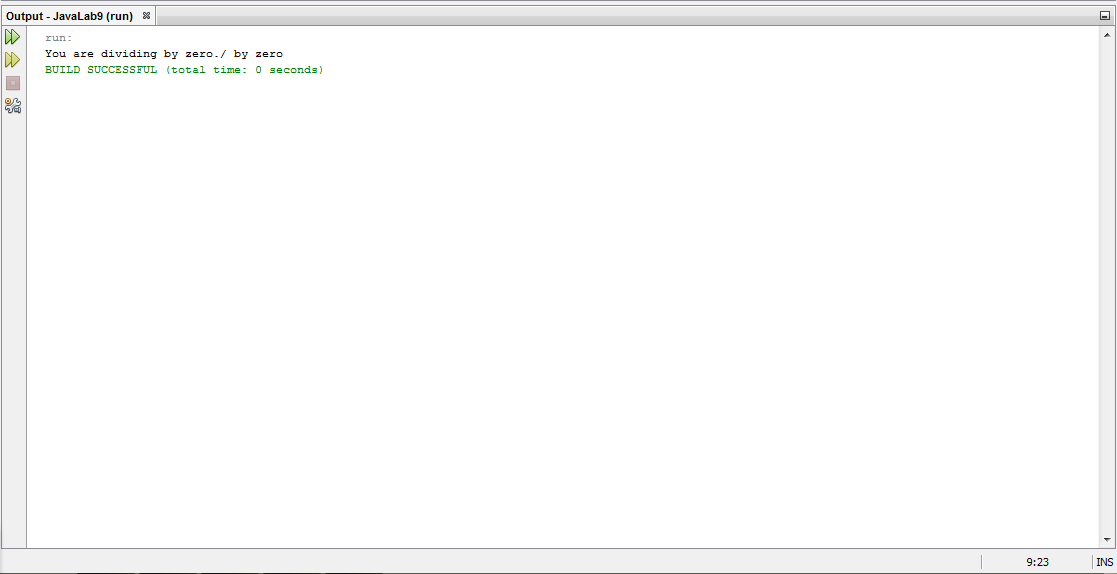 Output - JavaLab9 (run)
run:
You are dividing by zero./ by zero
BUILD SUCCESSFUL (total time: 0 seconds)
9:23
INS